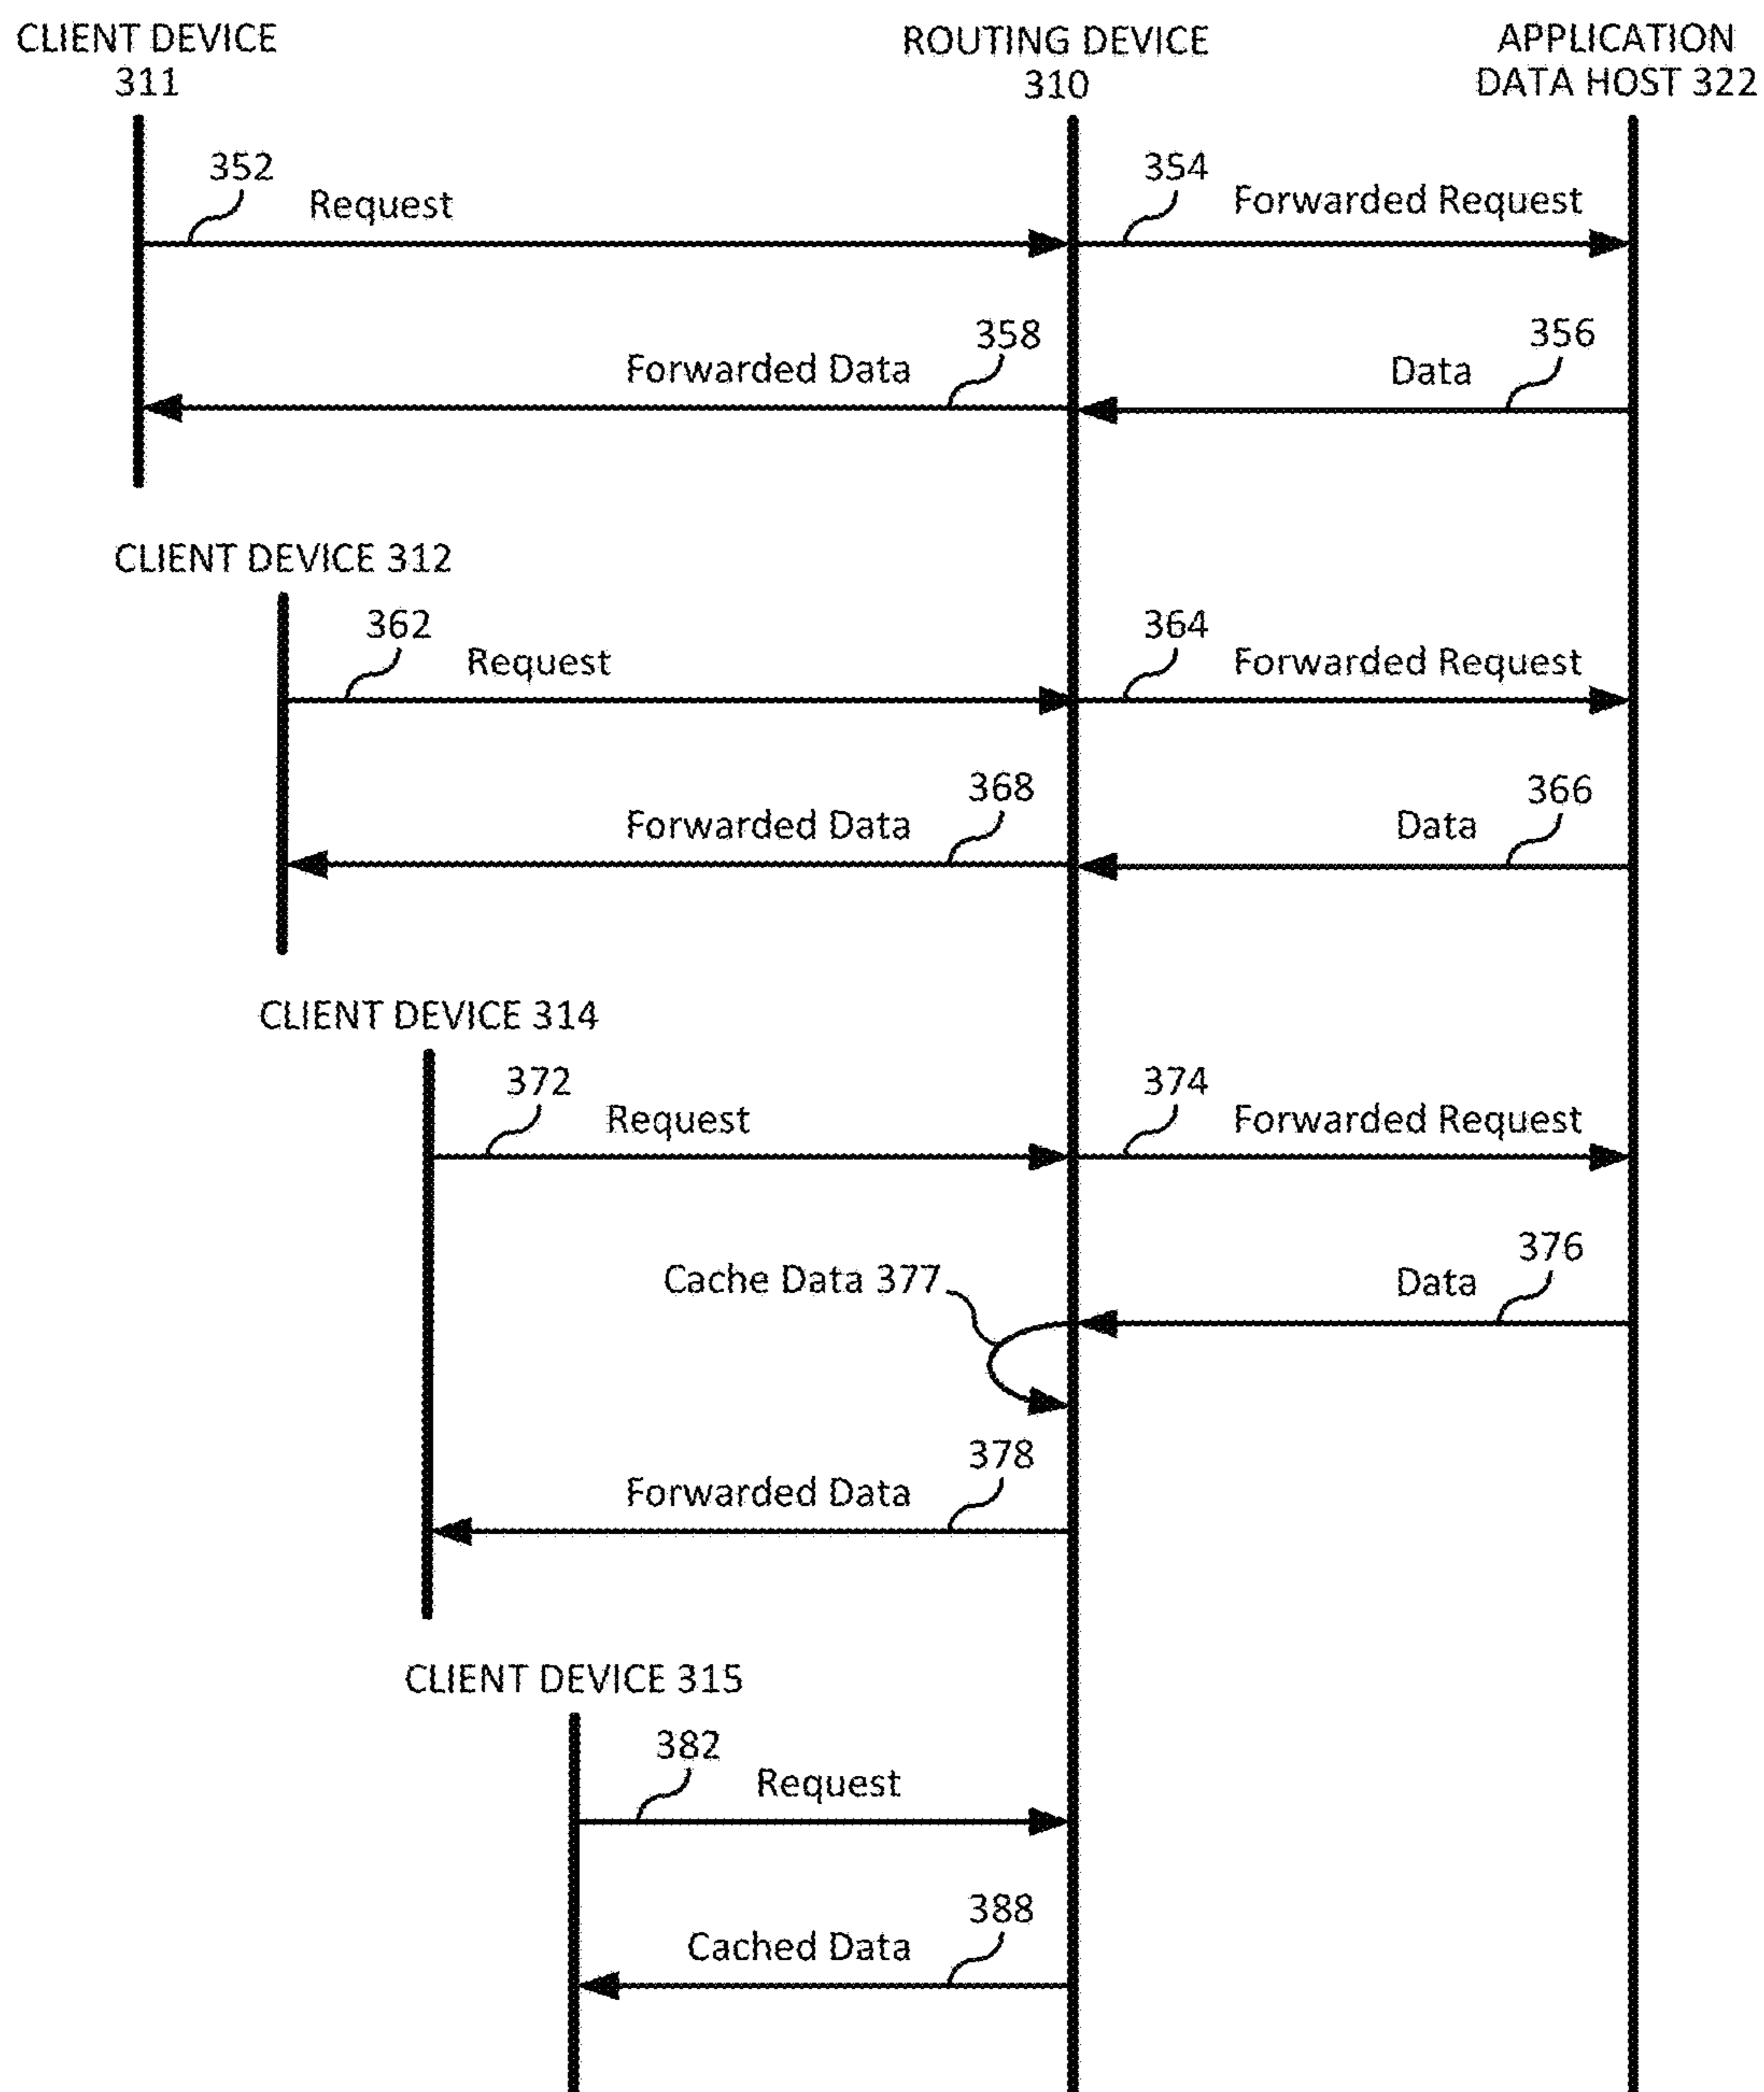 CLIENT DEVICE
311
ROUTING DEVICE
310
APPLICATION
DATA HOST 322
352
Request
354
Forwarded Request
358
Forwarded Data
356
Data
CLIENT DEVICE 312
362
Request
364
Forwarded Request
368
Forwarded Data
366
Data
CLIENT DEVICE 314
372
Request
374
Forwarded Request
376
Data
Cache Data 377
378
Forwarded Data
CLIENT DEVICE 315
382
Request
388
Cached Data